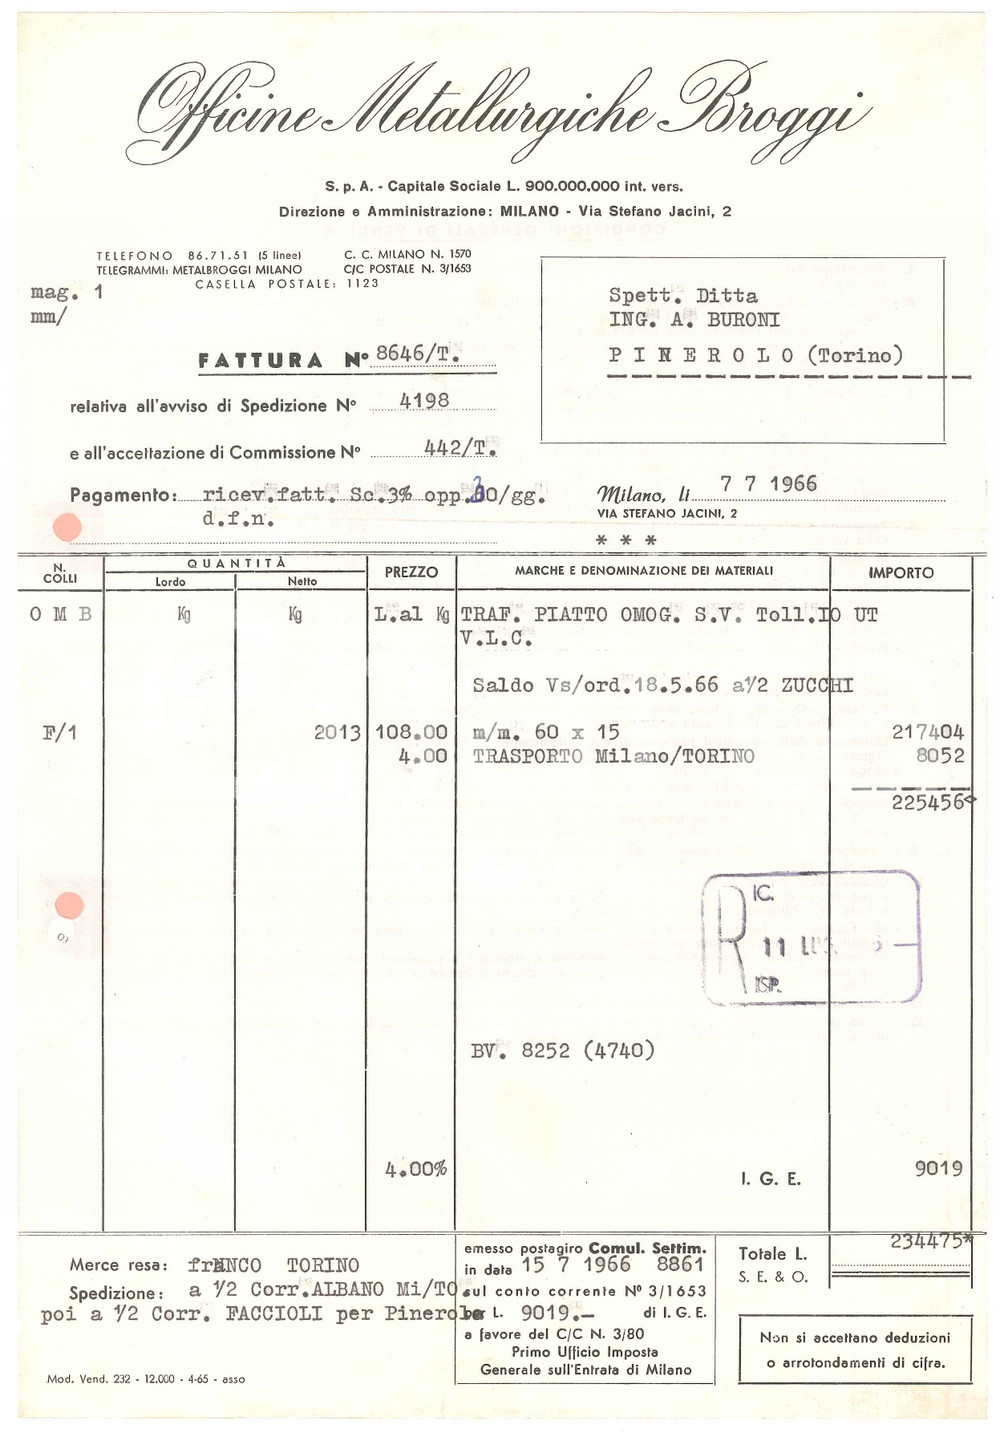 Officine Metallurgiche Broggi
S. p. A. - Capitale Sociale L. 900.000.000 int. vers.
Direzione e Amministrazione: MILANO - Via Stefano Jacini, 2
TELEFONO 86.71.51 (5 linee) C. C. MILANO N. 1570
TELEGRAMMI: METALBROGGI MILANO C/C POSTALE N. 3/1653
CASELLA POSTALE: 1123
mag. 1
mm/
Spett. Ditta
ING. A. BURONI
PINEROLO (Torino)
FATTURA N° 8646/T.
relativa all'avviso di Spedizione N° 4198
e all'accettazione di Commissione N° 442/T.
Pagamento: ricev.fatt. Sc.3% opp.30/gg.
d.f.n.
Milano, li 7 7 1966
VIA STEFANO JACINI, 2
* * *
N. COLLI QUANTITÀ PREZZO MARCHE E DENOMINAZIONE DEI MATERIALI IMPORTO
Lordo Netto
O M B Kg Kg L.al Kg TRAF. PIATTO OMOG. S.V. Toll.IO UT
V.L.C.
Saldo Vs/ord.18.5.66 a½ ZUCCHI
F/1 2013 108.00 m/m. 60 x 15 217404
4.00 TRASPORTO Milano/TORINO 8052
225456
IC.
R 11
ISP.
BV. 8252 (4740)
4.00% I. G. E. 9019
Merce resa: frANCO TORINO
Spedizione: a 1/2 Corr.ALBANO Mi/TO
poi a 1/2 Corr. FACCIOLI per Pinerolo
Mod. Vend. 232 - 12.000 - 4-65 - asso
emesso postagiro Comul. Settim.
in data 15 7 1966 8861
sul conto corrente N° 3/1653
per L. 9019.- di I. G. E.
a favore del C/C N. 3/80
Primo Ufficio Imposta
Generale sull'Entrata di Milano
Totale L. 234475*
S. E. & O.
Non si accettano deduzioni
o arrotondamenti di cifra.